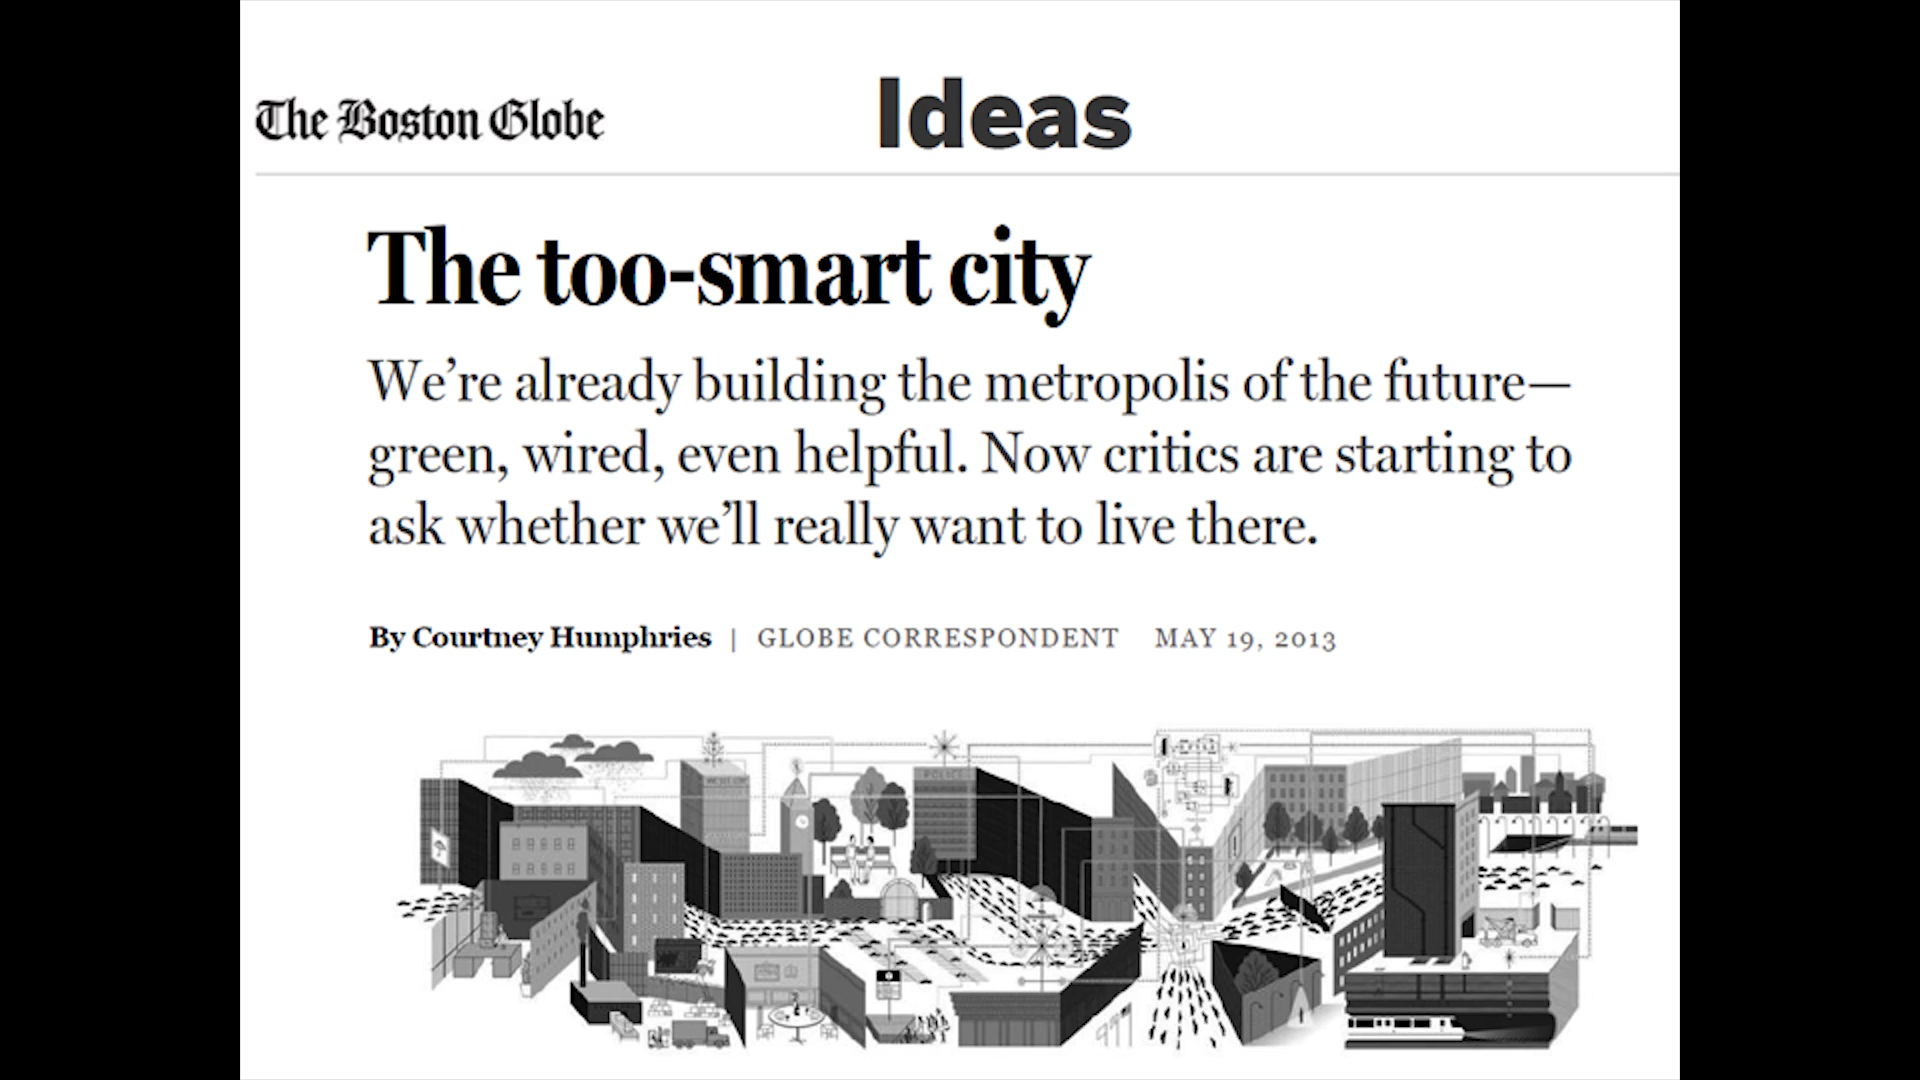 The Boston Globe
Ideas
The too-smart city
We’re already building the metropolis of the future—
green, wired, even helpful. Now critics are starting to
ask whether we’ll really want to live there.
By Courtney Humphries | GLOBE CORRESPONDENT MAY 19, 2013
POLICE